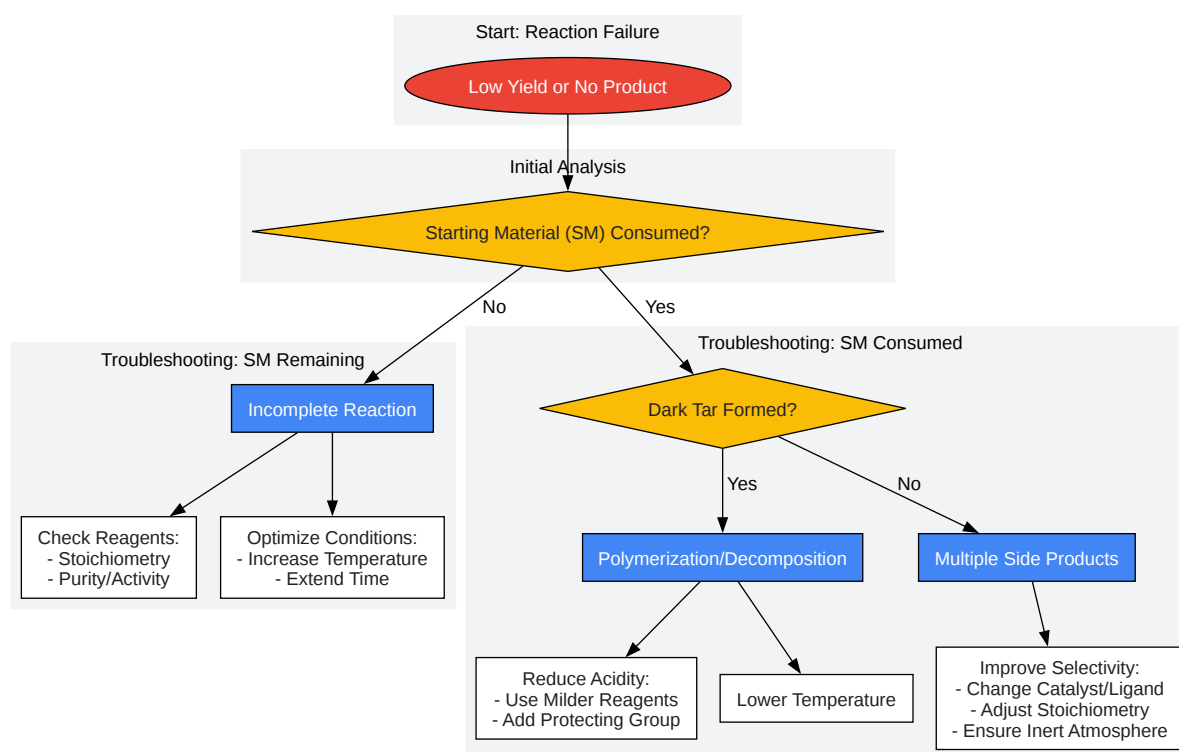 Start: Reaction Failure
Low Yield or No Product
Initial Analysis
Starting Material (SM) Consumed?
No
Yes
Troubleshooting: SM Remaining
Incomplete Reaction
Check Reagents:
- Stoichiometry
- Purity/Activity
Optimize Conditions:
- Increase Temperature
- Extend Time
Troubleshooting: SM Consumed
Dark Tar Formed?
Yes
No
Polymerization/Decomposition
Multiple Side Products
Reduce Acidity:
- Use Milder Reagents
- Add Protecting Group
Lower Temperature
Improve Selectivity:
- Change Catalyst/Ligand
- Adjust Stoichiometry
- Ensure Inert Atmosphere